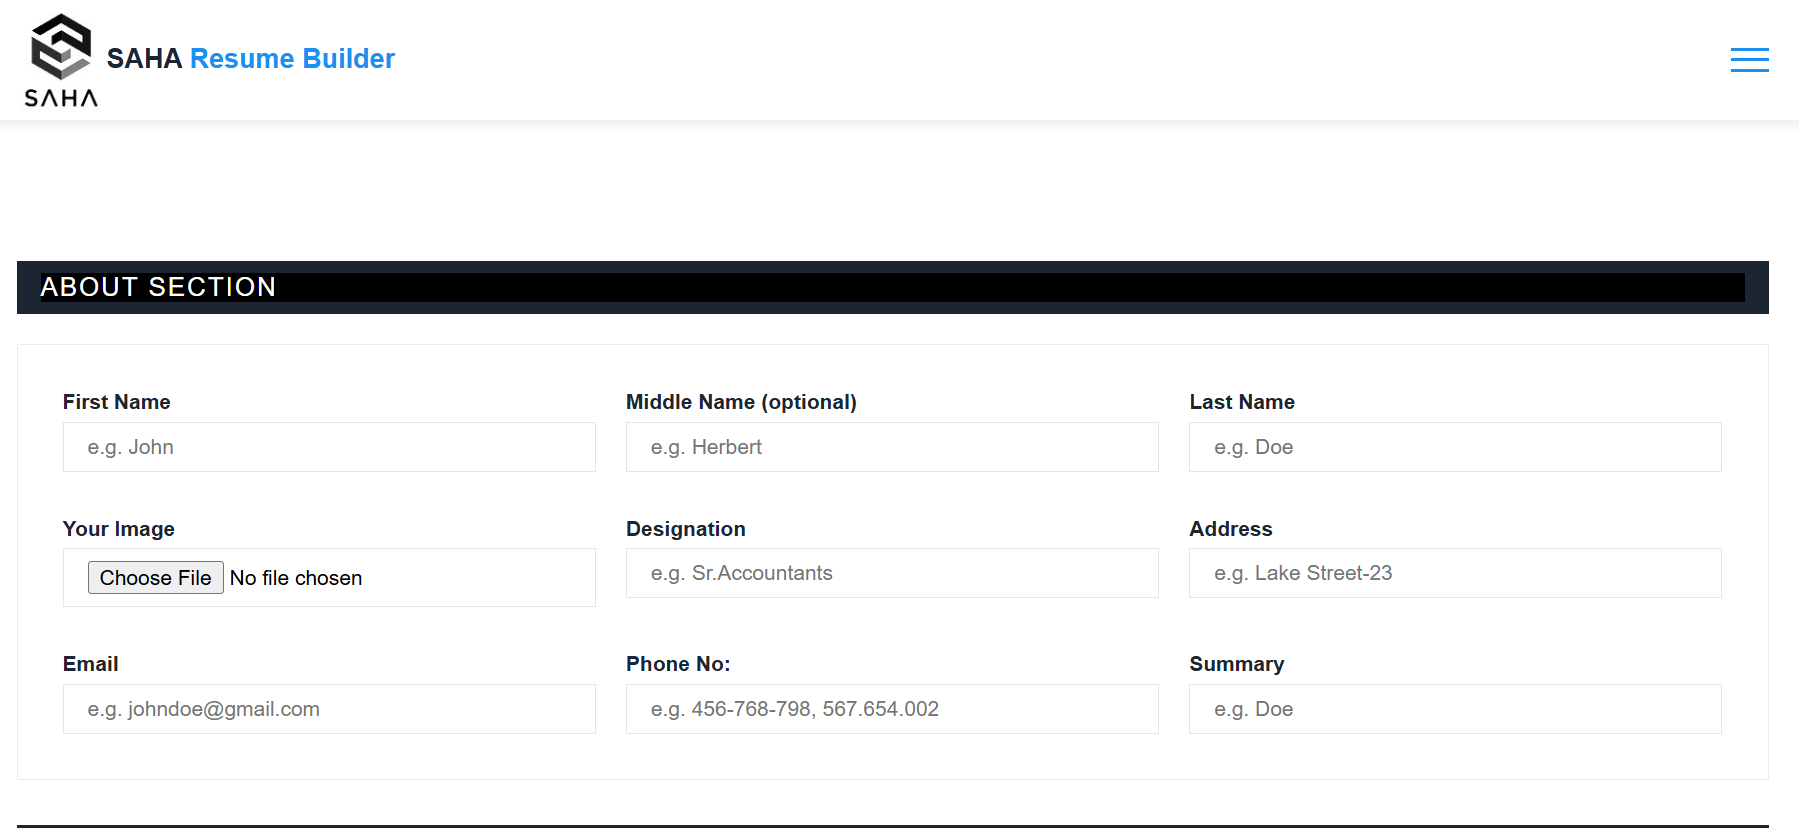 SAHA Resume Builder
SAHA
ABOUT SECTION
First Name
Middle Name (optional)
Last Name
e.g. John
e.g. Herbert
e.g. Doe
Your Image
Designation
Address
Choose File No file chosen
e.g. Sr.Accountants
e.g. Lake Street-23
Email
Phone No:
Summary
e.g. johndoe@gmail.com
e.g. 456-768-798, 567.654.002
e.g. Doe